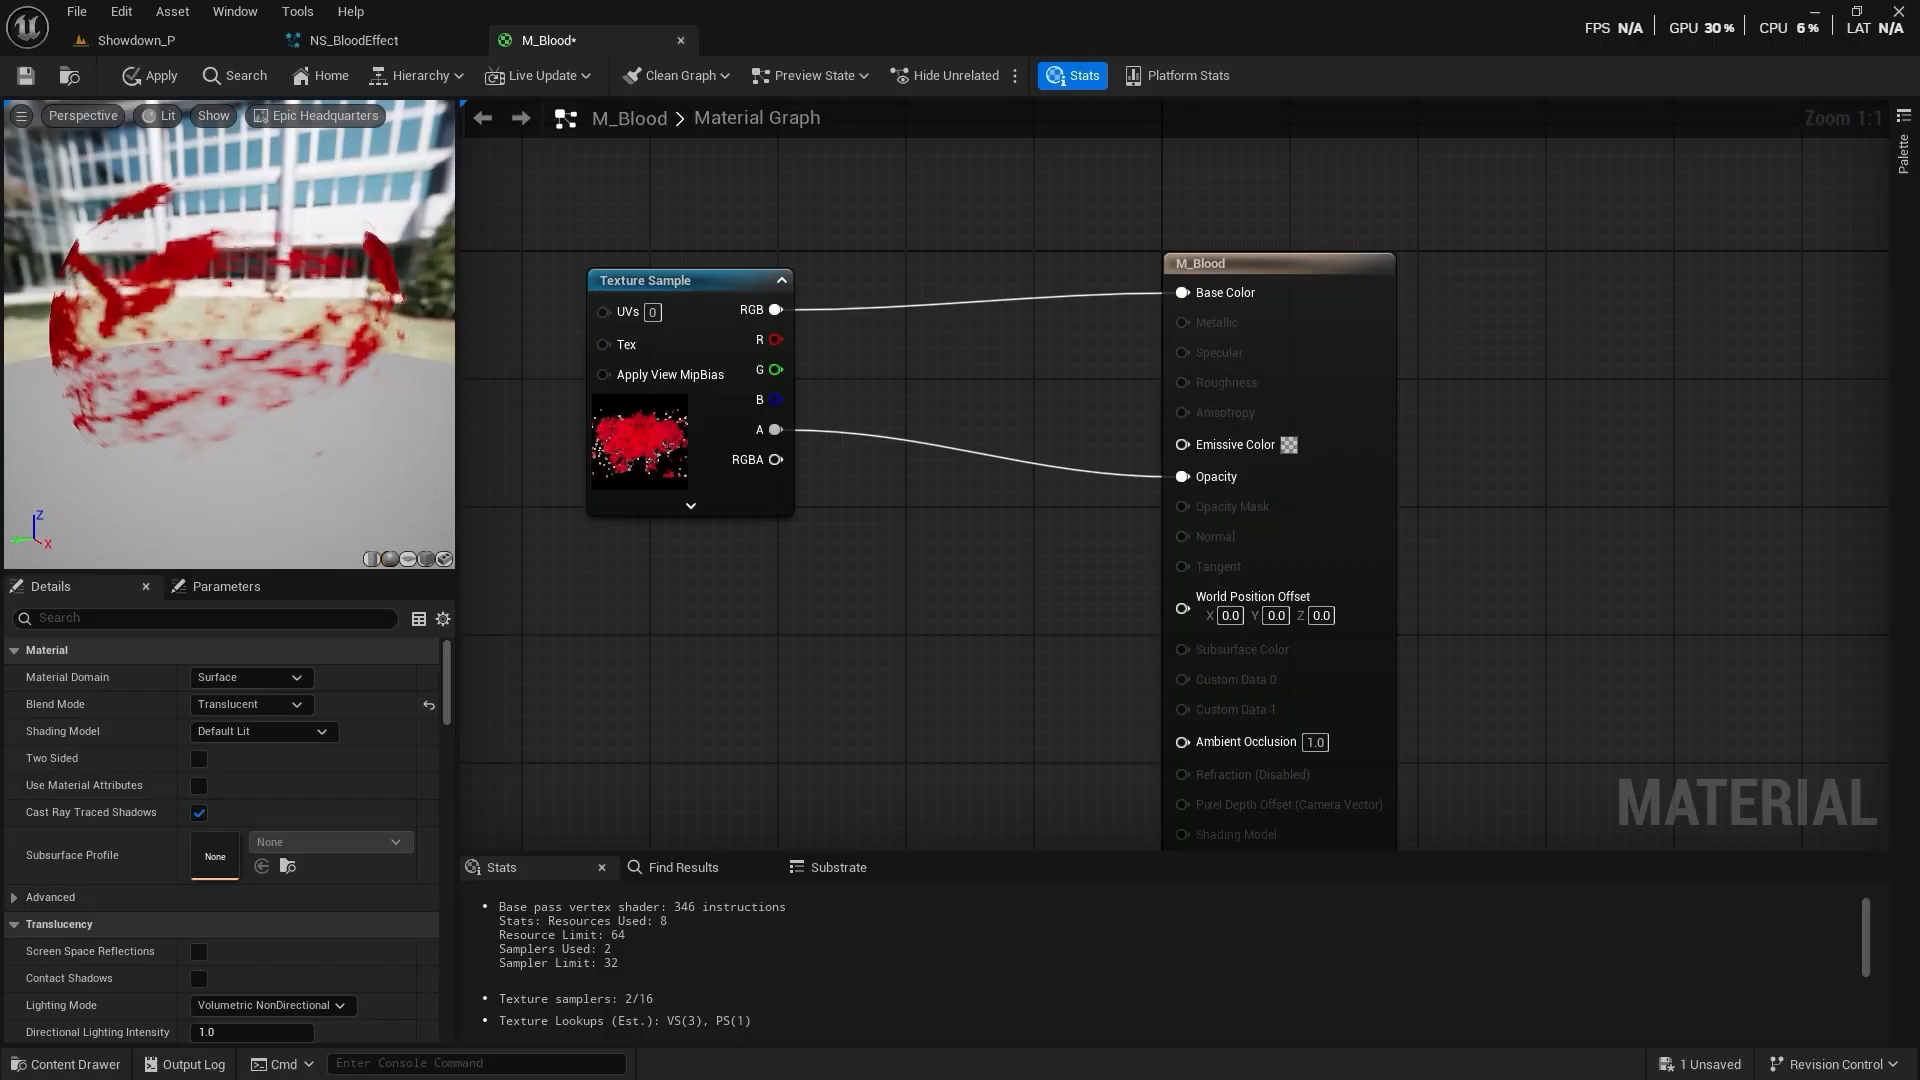 File Edit Asset Window Tools Help
FPS N/A GPU 30% CPU 6% LAT N/A
Showdown_P
NS_BloodEffect
M_Blood*
Apply
Search
Home
Hierarchy
Live Update
Clean Graph
Preview State
Hide Unrelated
Stats
Platform Stats
Perspective
Lit
Show
Epic Headquarters
M_Blood > Material Graph
Zoom 1:1
Palette
Texture Sample
UVs 0
Tex
Apply View MipBias
RGB
R
G
B
A
RGBA
M_Blood
Base Color
Metallic
Specular
Roughness
Anisotropy
Emissive Color
Opacity
Opacity Mask
Normal
Tangent
World Position Offset
X 0.0 Y 0.0 Z 0.0
Subsurface Color
Custom Data 0
Custom Data 1
Ambient Occlusion 1.0
Refraction (Disabled)
Pixel Depth Offset (Camera Vector)
Shading Model
MATERIAL
Z
X
Details
Parameters
Search
Material
Material Domain Surface
Blend Mode Translucent
Shading Model Default Lit
Two Sided
Use Material Attributes
Cast Ray Traced Shadows
Subsurface Profile None None
Advanced
Translucency
Screen Space Reflections
Contact Shadows
Lighting Mode Volumetric NonDirectional
Directional Lighting Intensity 1.0
Stats
Find Results
Substrate
• Base pass vertex shader: 346 instructions
Stats: Resources Used: 8
Resource Limit: 64
Samplers Used: 2
Sampler Limit: 32
• Texture samplers: 2/16
• Texture Lookups (Est.): VS(3), PS(1)
Content Drawer
Output Log
Cmd
Enter Console Command
1 Unsaved
Revision Control